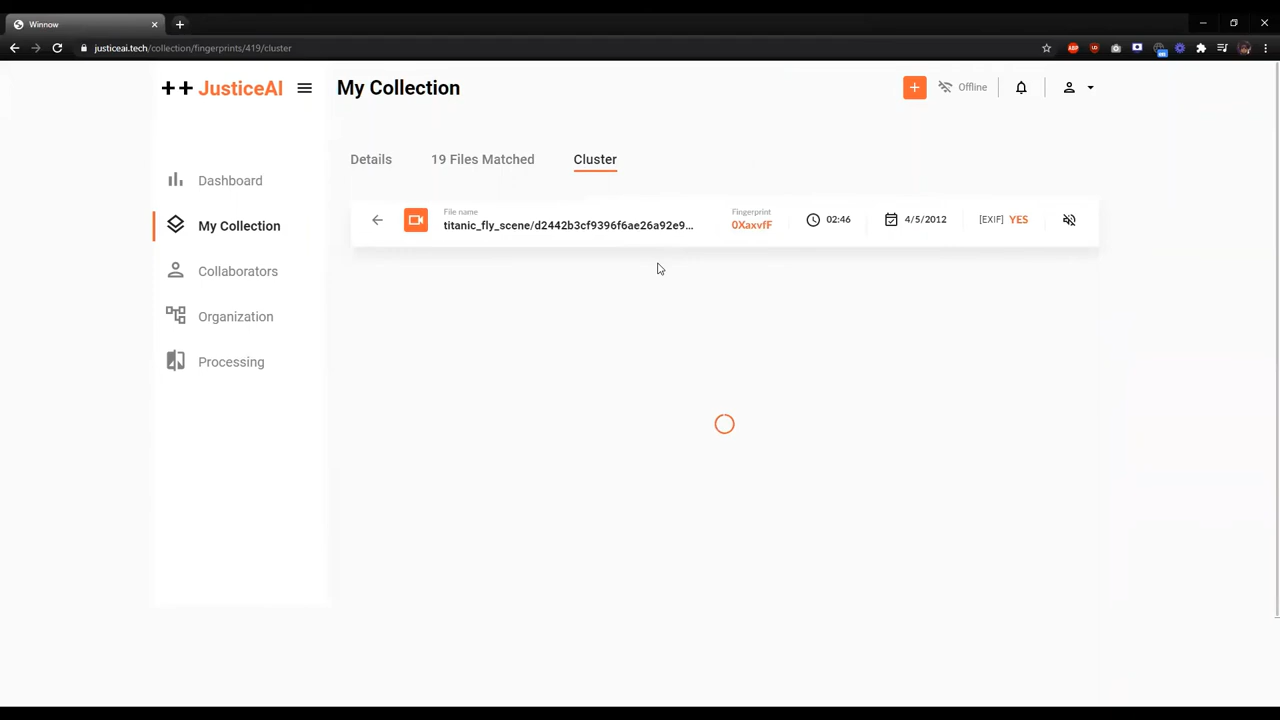 Winnow
justiceai.tech/collection/fingerprints/419/cluster
++ JusticeAI
My Collection
Offline
Details
19 Files Matched
Cluster
Dashboard
My Collection
Collaborators
Organization
Processing
File name
titanic_fly_scene/d2442b3cf9396f6ae26a92e9...
Fingerprint
0XaxvfF
02:46
4/5/2012
[EXIF] YES